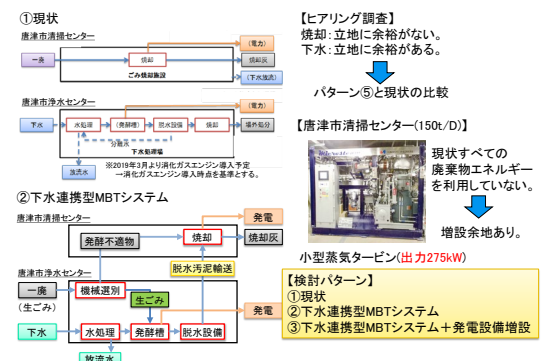 ①現状
唐津市清掃センター
(電力)
一廃
焼却
焼却灰
ごみ焼却施設
(下水放流)
唐津市浄水センター
(電力)
下水
水処理
(発酵槽)
脱水設備
焼却
場外処分
分離水
下水処理場
放流水
※2019年3月より消化ガスエンジン導入予定
→消化ガスエンジン導入時点を基準とする。
②下水連携型MBTシステム
唐津市清掃センター
発電
発酵不適物
焼却
焼却灰
脱水汚泥輸送
唐津市浄水センター
一廃
(生ごみ)
機械選別
生ごみ
発電
下水
水処理
発酵槽
脱水設備
放流水
【ヒアリング調査】
焼却:立地に余裕がない。
下水:立地に余裕がある。
パターン⑤と現状の比較
【唐津市清掃センター(150t/D)】
現状すべての
廃棄物エネルギー
を利用していない。
増設余地あり。
小型蒸気タービン(出力275kW)
【検討パターン】
①現状
②下水連携型MBTシステム
③下水連携型MBTシステム+発電設備増設